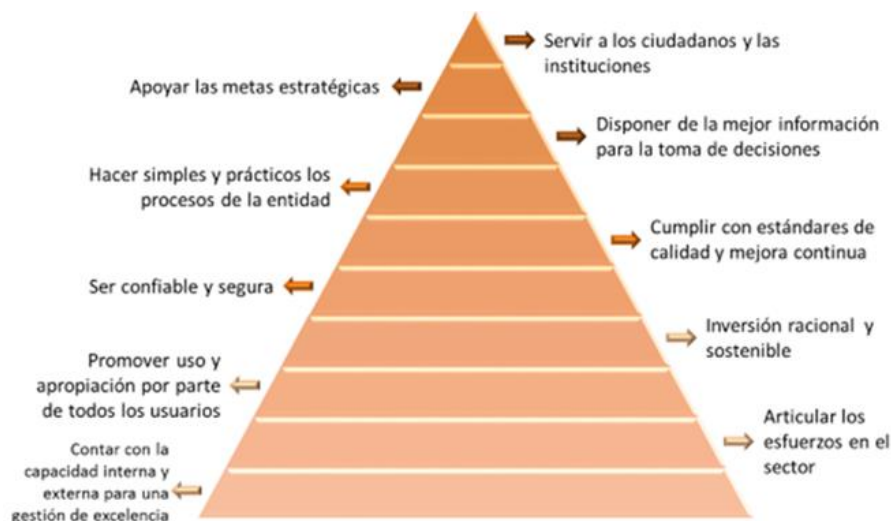 Servir a los ciudadanos y las
instituciones
Apoyar las metas estratégicas
Disponer de la mejor información
para la toma de decisiones
Hacer simples y prácticos los
procesos de la entidad
Cumplir con estándares de
calidad y mejora continua
Ser confiable y segura
Inversión racional y
sostenible
Promover uso y
apropiación por parte
de todos los usuarios
Articular los
esfuerzos en el
sector
Contar con la
capacidad interna y
externa para una
gestión de excelencia